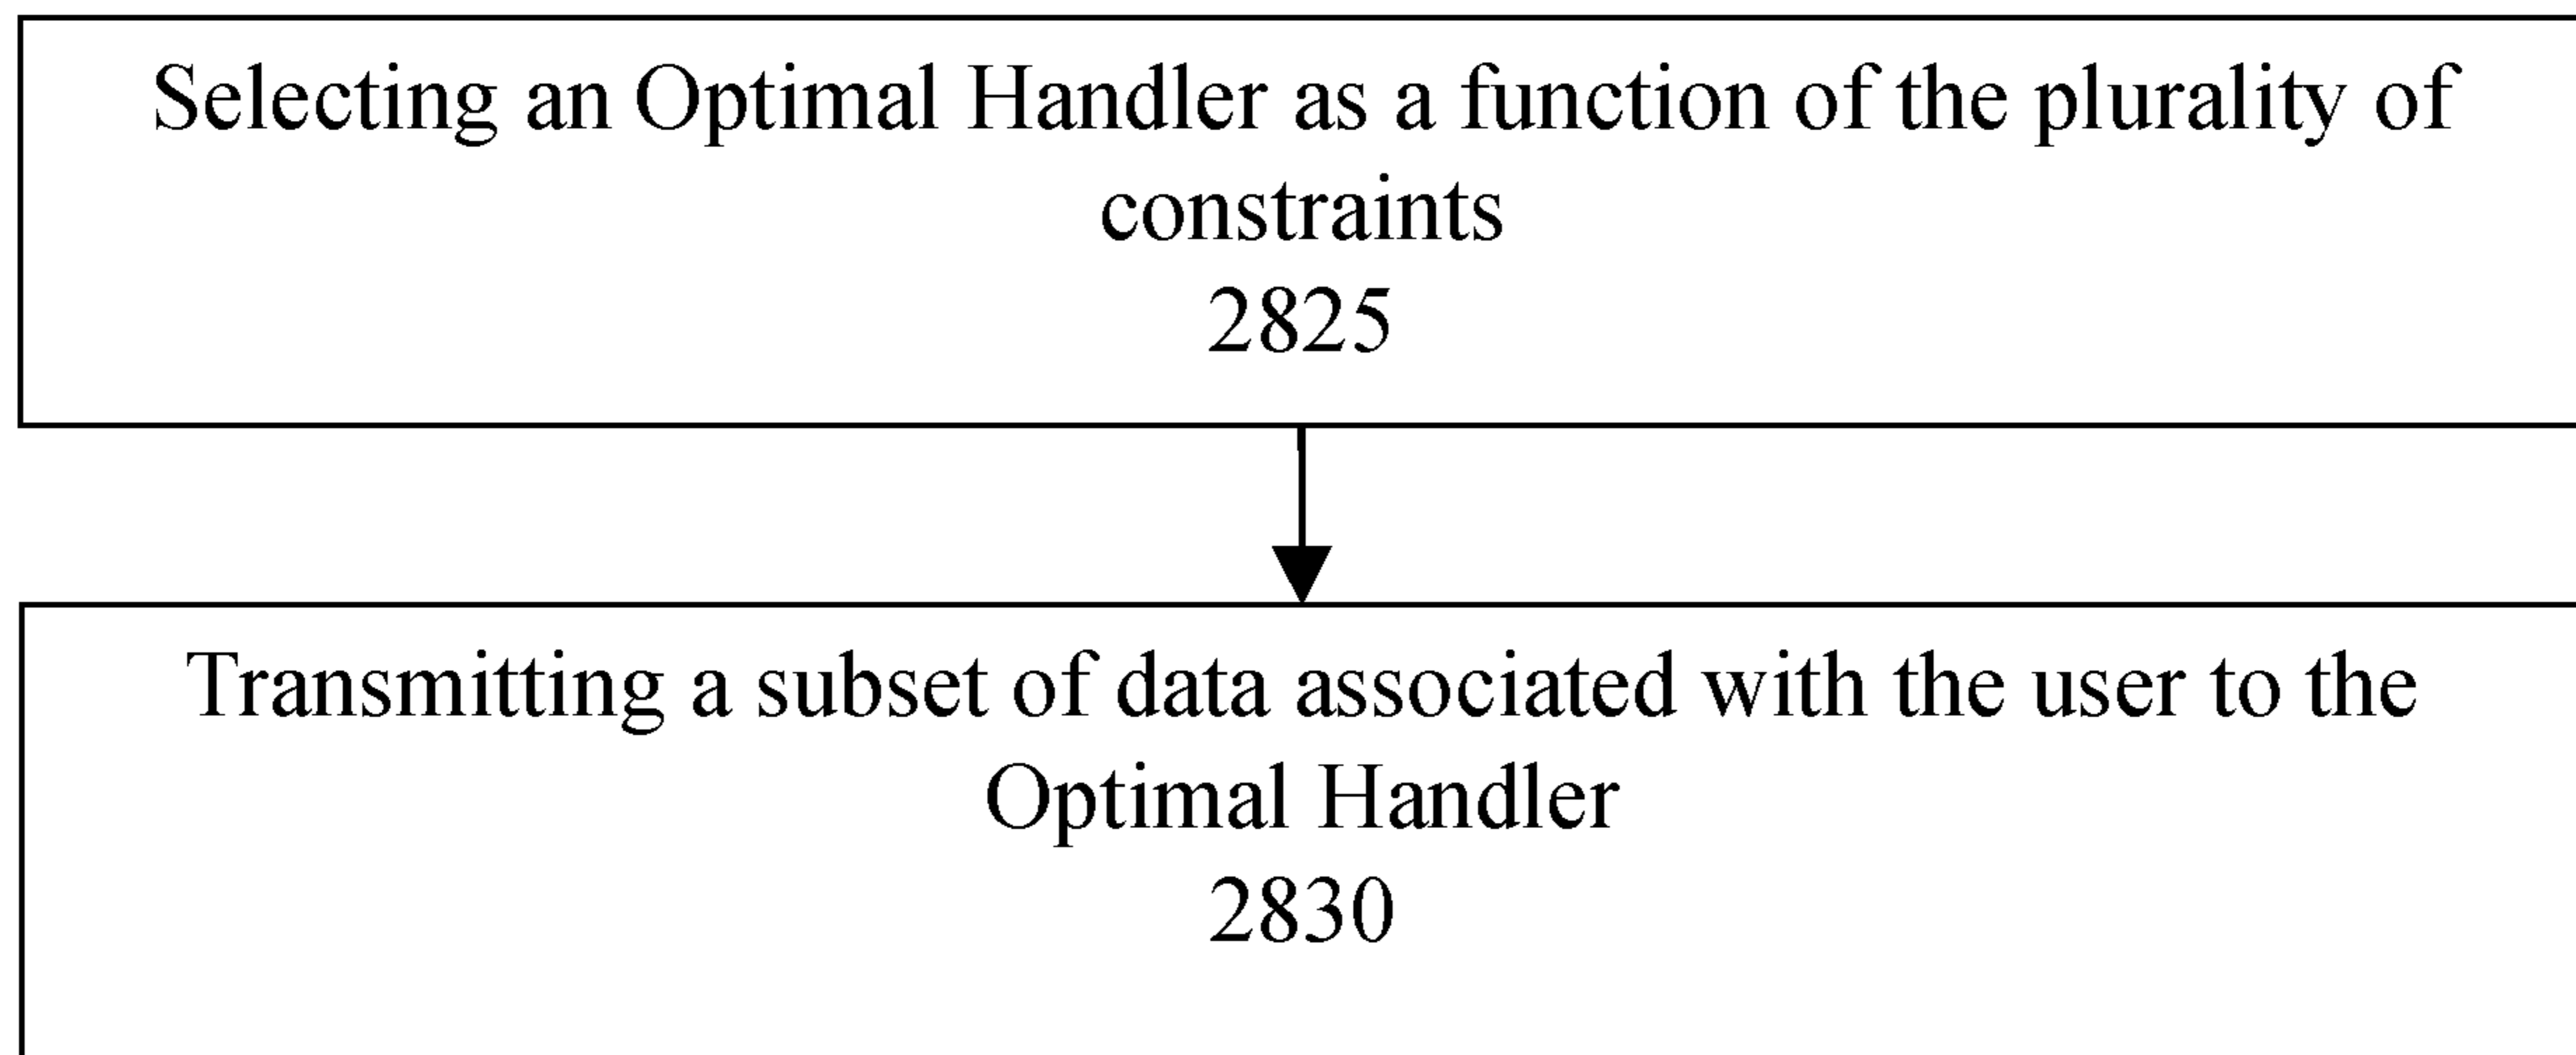 Selecting an Optimal Handler as a function of the plurality of
constraints
2825
Transmitting a subset of data associated with the user to the
Optimal Handler
2830